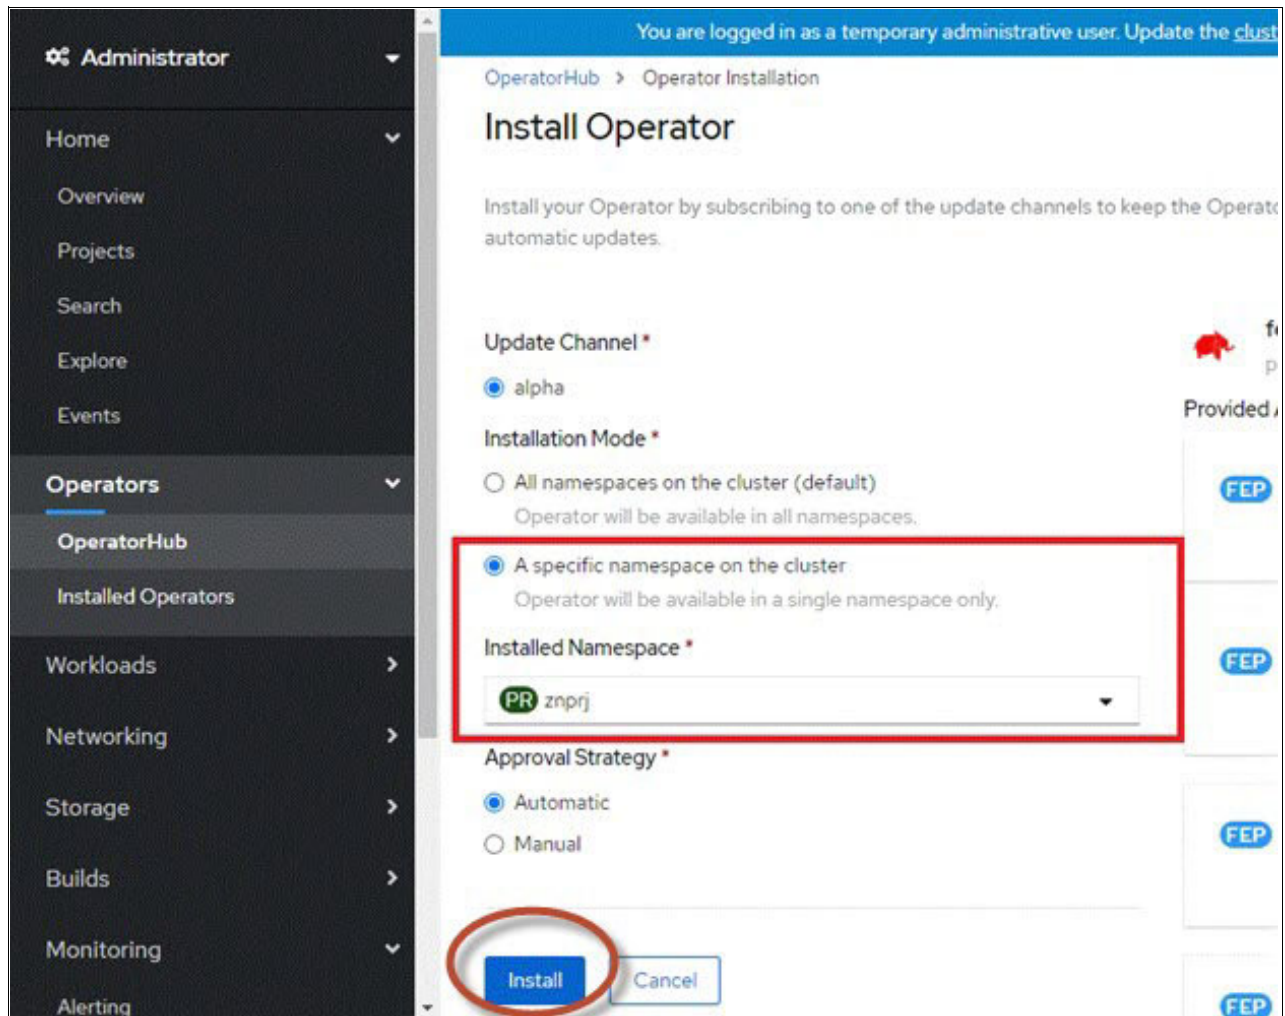 Administrator
Home
Overview
Projects
Search
Explore
Events
Operators
OperatorHub
Installed Operators
Workloads
Networking
Storage
Builds
Monitoring
Alerting
You are logged in as a temporary administrative user. Update the clust
OperatorHub > Operator Installation
Install Operator
Install your Operator by subscribing to one of the update channels to keep the Operato
automatic updates.
Update Channel *
alpha
Installation Mode *
All namespaces on the cluster (default)
Operator will be available in all namespaces.
A specific namespace on the cluster
Operator will be available in a single namespace only.
Installed Namespace *
PR znprj
Approval Strategy *
Automatic
Manual
Install Cancel
fe
p
Provided A
FEP
FEP
FEP
FEP